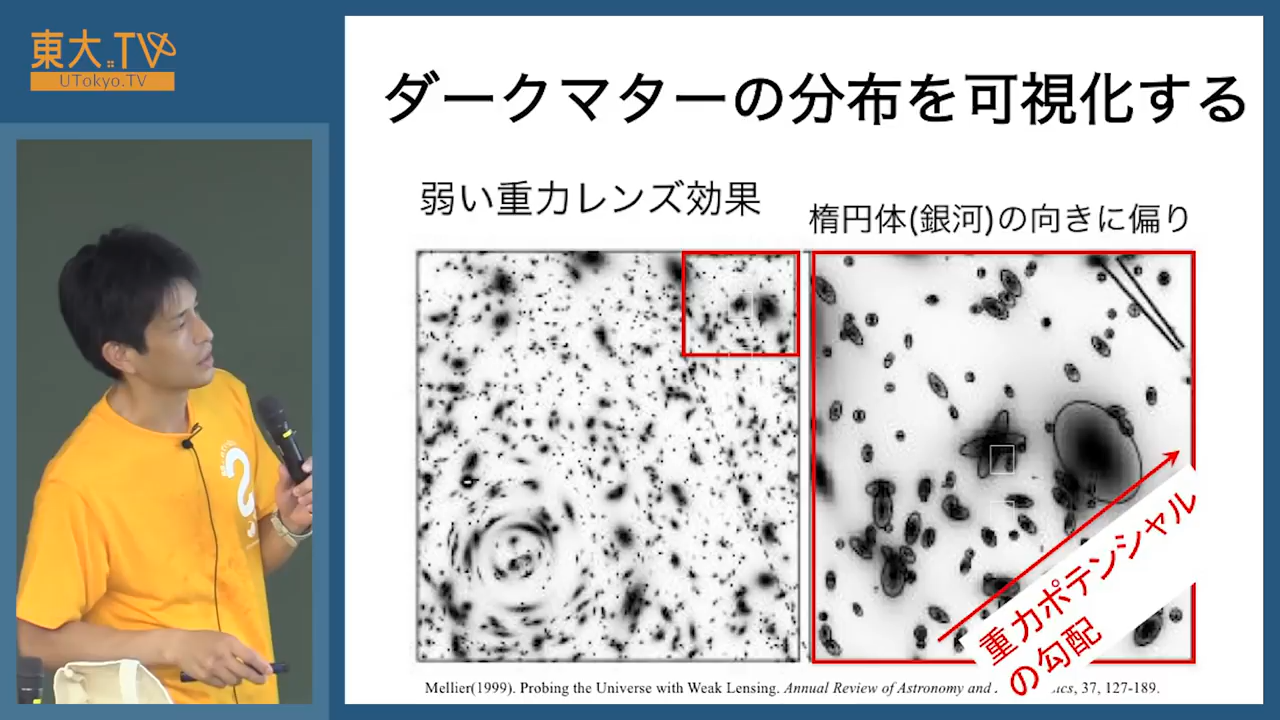 東大.TV
UTokyo.TV
ダークマターの分布を可視化する
弱い重力レンズ効果
楕円体(銀河)の向きに偏り
重力ポテンシャル
の勾配
Mellier(1999). Probing the Universe with Weak Lensing. Annual Review of Astronomy and , 37, 127-189.